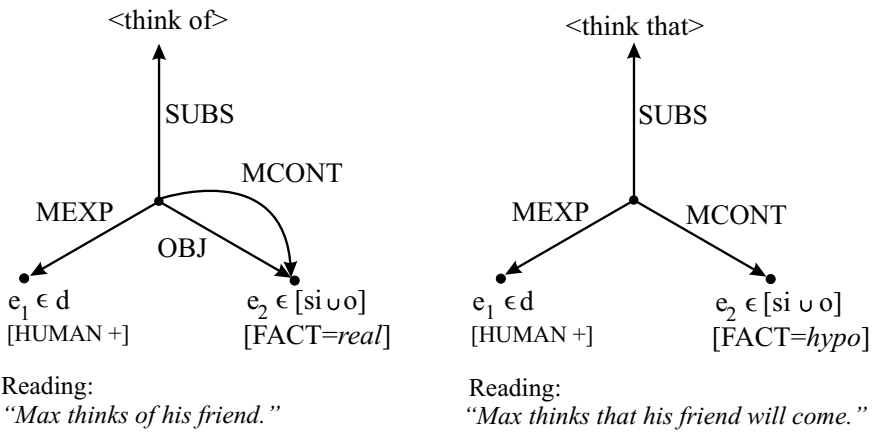 <think of>
SUBS
MCONT
MEXP
OBJ
e₁ ϵ d
[HUMAN +]
e₂ ϵ [si ∪ o]
[FACT=real]
Reading:
“Max thinks of his friend.”
<think that>
SUBS
MEXP
MCONT
e₁ ϵ d
[HUMAN +]
e₂ ϵ [si ∪ o]
[FACT=hypo]
Reading:
“Max thinks that his friend will come.”